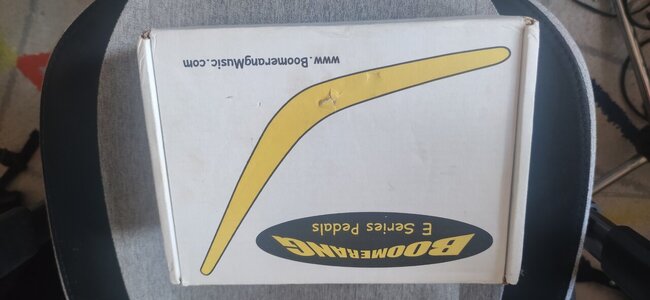 BOOMERANG
E Series Pedals
www.BoomerangMusic.com